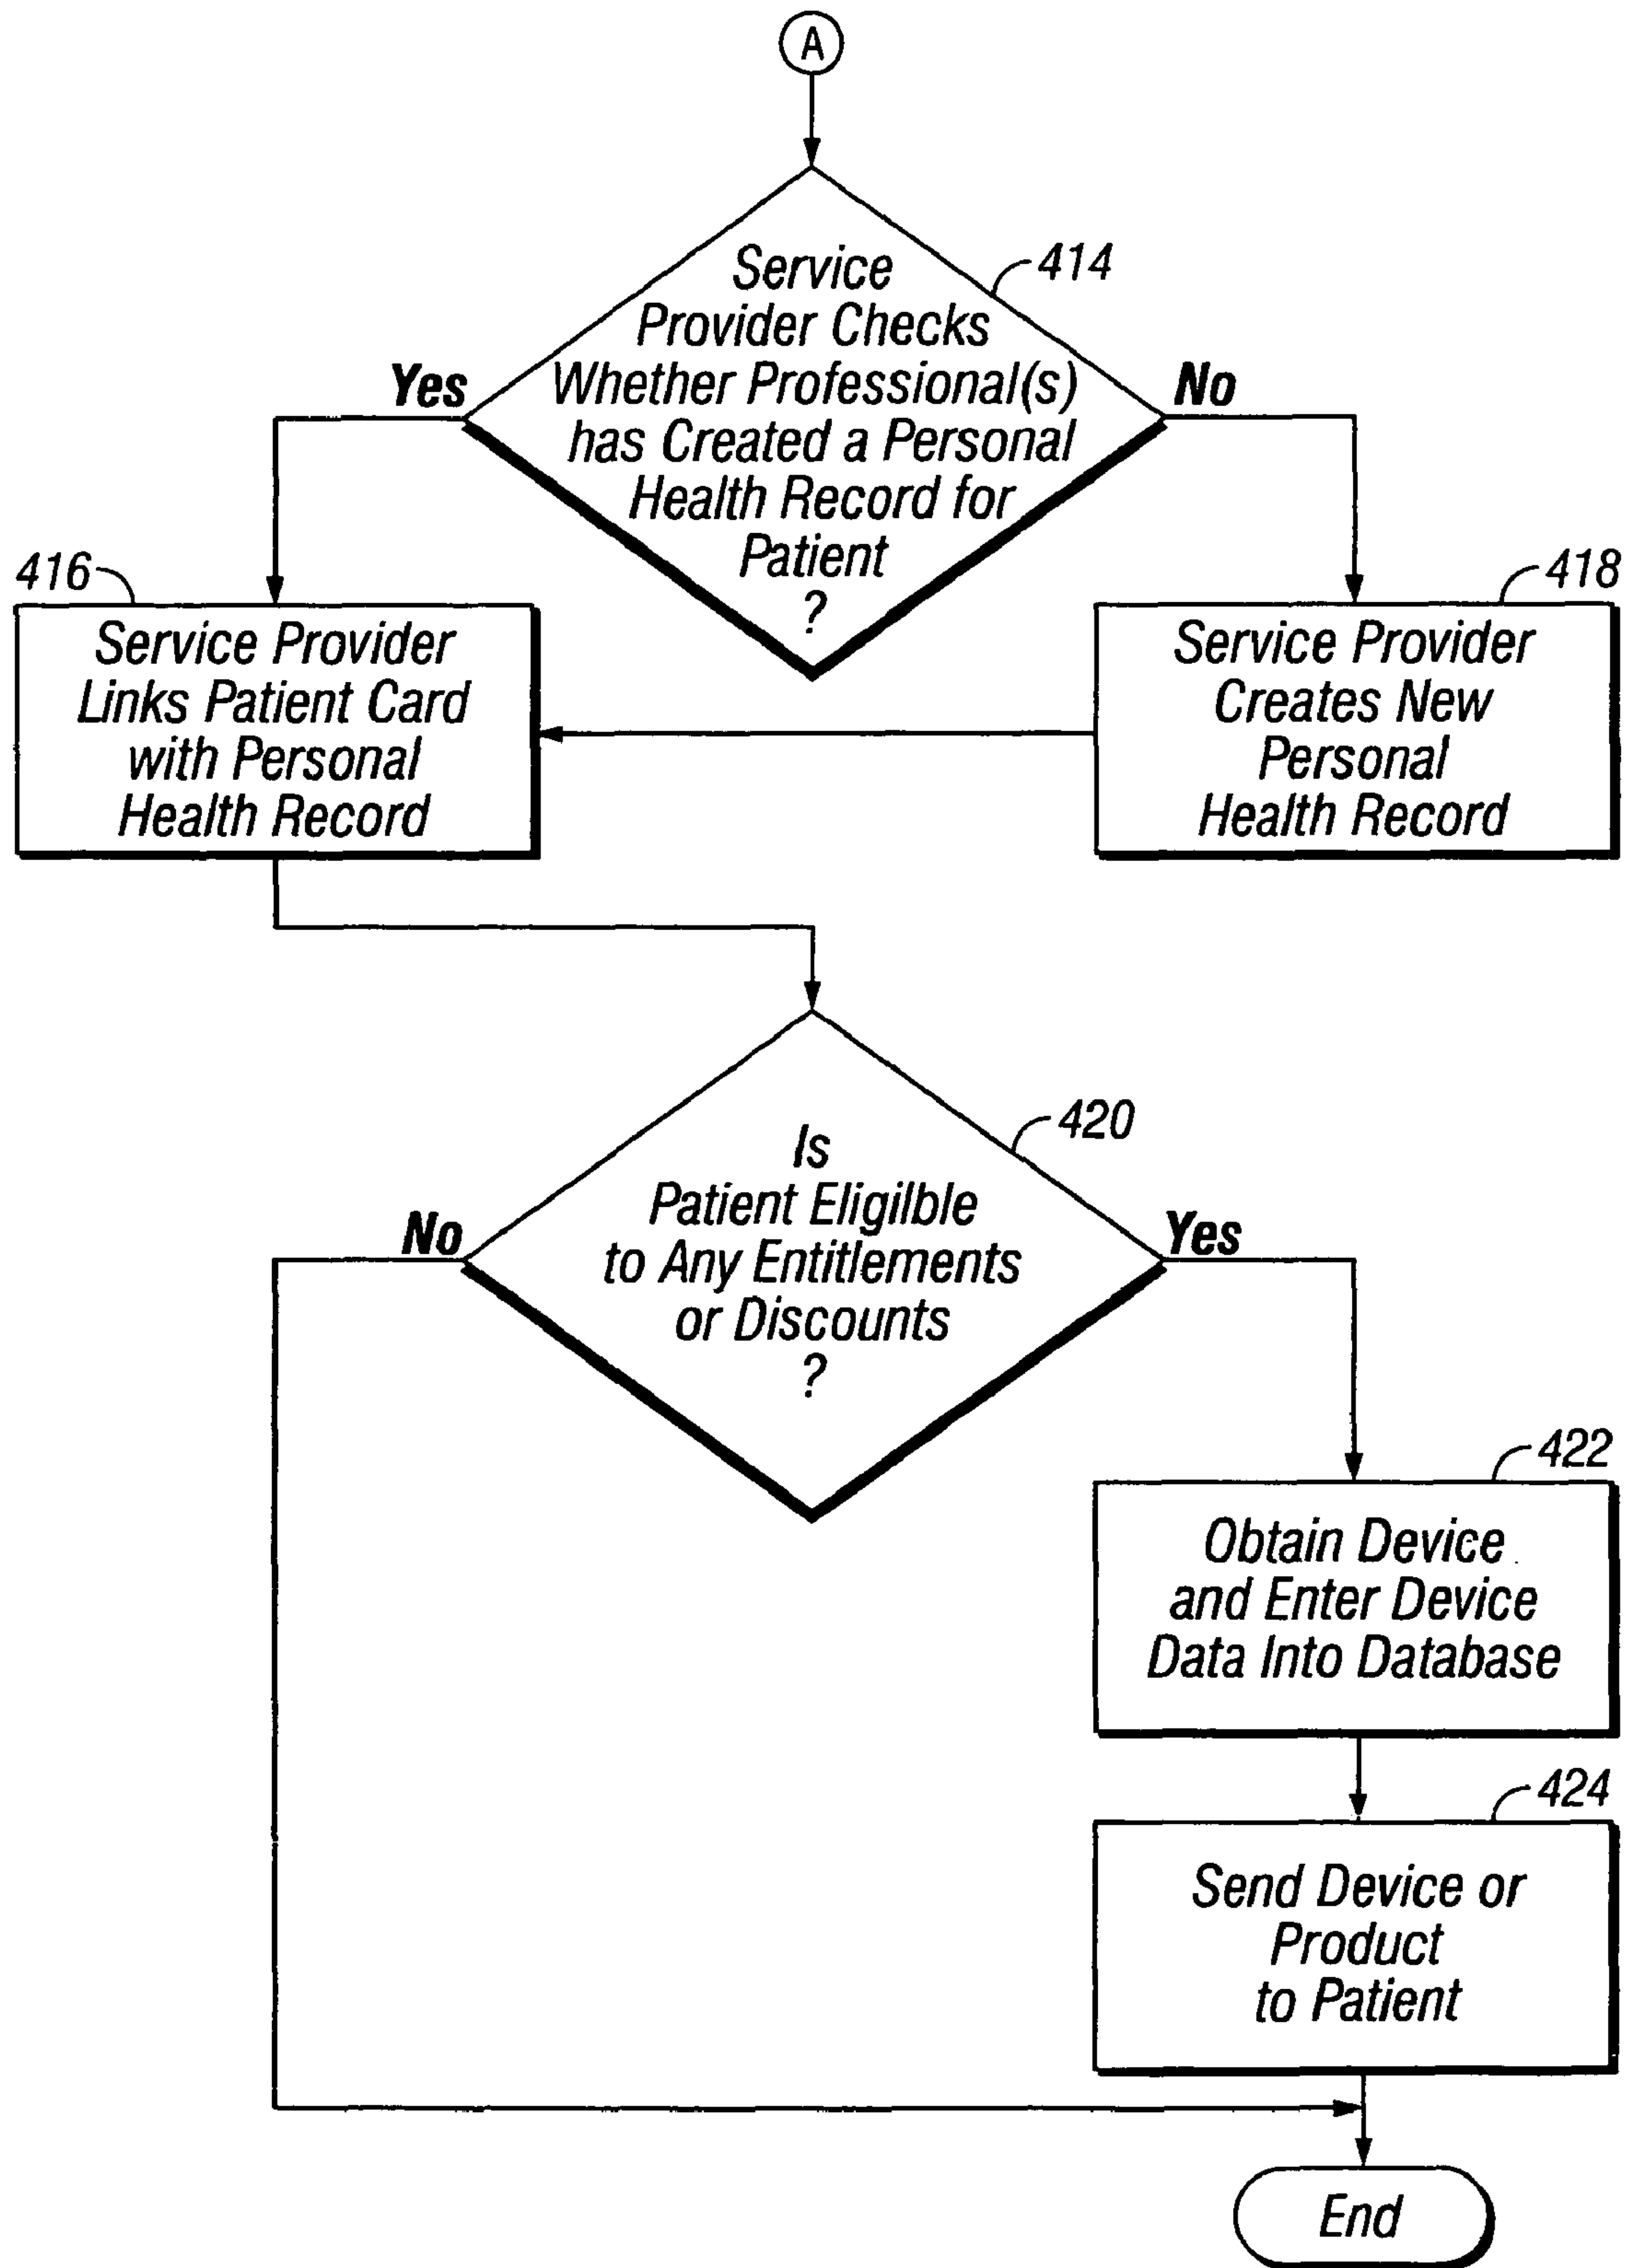 A
Service
Provider Checks
Whether Professional(s)
has Created a Personal
Health Record for
Patient
?
414
Yes
No
416
Service Provider
Links Patient Card
with Personal
Health Record
418
Service Provider
Creates New
Personal
Health Record
Is
Patient Eligilble
to Any Entitlements
or Discounts
?
420
No
Yes
422
Obtain Device
and Enter Device
Data Into Database
424
Send Device or
Product
to Patient
End